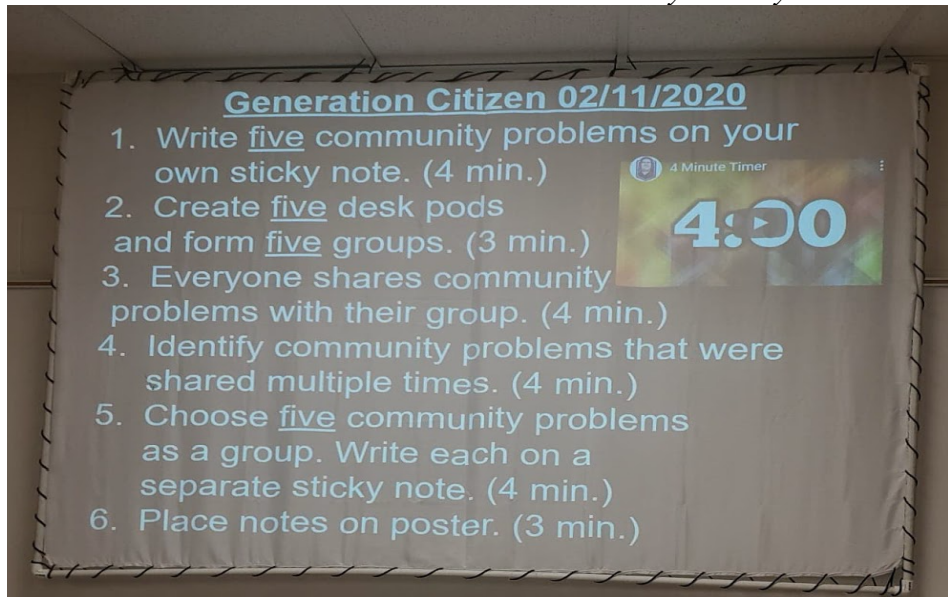 Generation Citizen 02/11/2020
1. Write five community problems on your
own sticky note. (4 min.)
4 Minute Timer
4:00
2. Create five desk pods
and form five groups. (3 min.)
3. Everyone shares community
problems with their group. (4 min.)
4. Identify community problems that were
shared multiple times. (4 min.)
5. Choose five community problems
as a group. Write each on a
separate sticky note. (4 min.)
6. Place notes on poster. (3 min.)